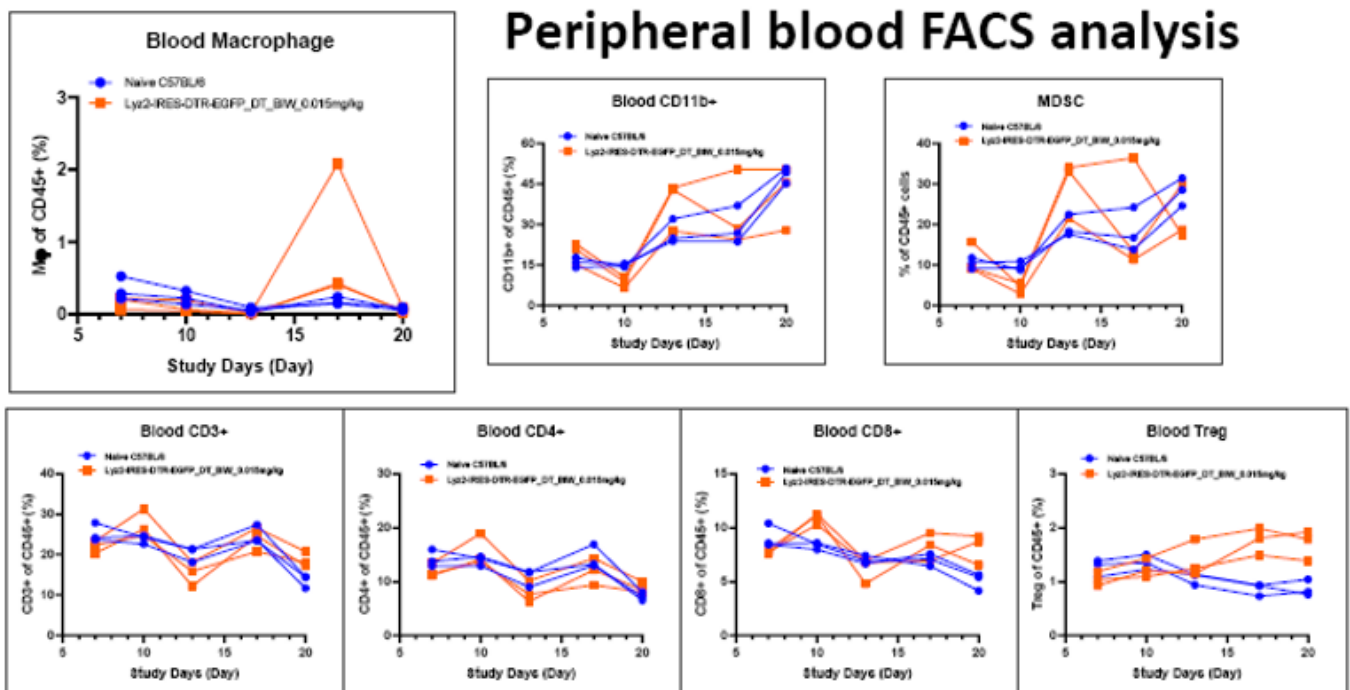 Peripheral blood FACS analysis
Blood Macrophage
Naive C57BL/6
Lyz2-IRES-DTR-EGFP_DT_BIW_0.015mg/kg
Mφ of CD45+ (%)
3
2
1
0
5 10 15 20
Study Days (Day)
Blood CD11b+
Naive C57BL/6
Lyz2-IRES-DTR-EGFP_DT_BIW_0.015mg/kg
CD11b+ of CD45+ (%)
60
45
30
15
0
5 10 15 20
Study Days (Day)
MDSC
Naive C57BL/6
Lyz2-IRES-DTR-EGFP_DT_BIW_0.015mg/kg
% of CD45+ cells
40
30
20
10
0
5 10 15 20
Study Days (Day)
Blood CD3+
Naive C57BL/6
Lyz2-IRES-DTR-EGFP_DT_BIW_0.015mg/kg
CD3+ of CD45+ (%)
40
30
20
10
0
5 10 15 20
Study Days (Day)
Blood CD4+
Naive C57BL/6
Lyz2-IRES-DTR-EGFP_DT_BIW_0.015mg/kg
CD4+ of CD45+ (%)
30
20
10
0
5 10 15 20
Study Days (Day)
Blood CD8+
Naive C57BL/6
Lyz2-IRES-DTR-EGFP_DT_BIW_0.015mg/kg
CD8+ of CD45+ (%)
15
10
5
0
5 10 15 20
Study Days (Day)
Blood Treg
Naive C57BL/6
Lyz2-IRES-DTR-EGFP_DT_BIW_0.015mg/kg
Treg of CD45+ (%)
3
2
1
0
5 10 15 20
Study Days (Day)